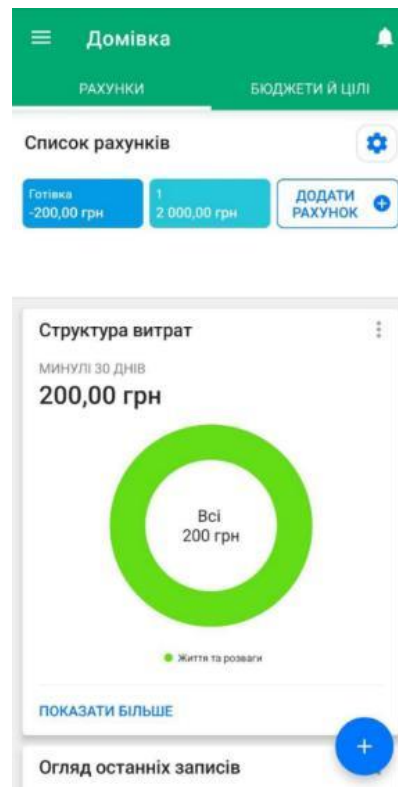 Домівка
РАХУНКИ
БЮДЖЕТИ Й ЦІЛІ
Список рахунків
Готівка
-200,00 грн
1
2 000,00 грн
ДОДАТИ
РАХУНОК
Структура витрат
МИНУЛІ 30 ДНІВ
200,00 грн
Всі
200 грн
Життя та розваги
ПОКАЗАТИ БІЛЬШЕ
Огляд останніх записів